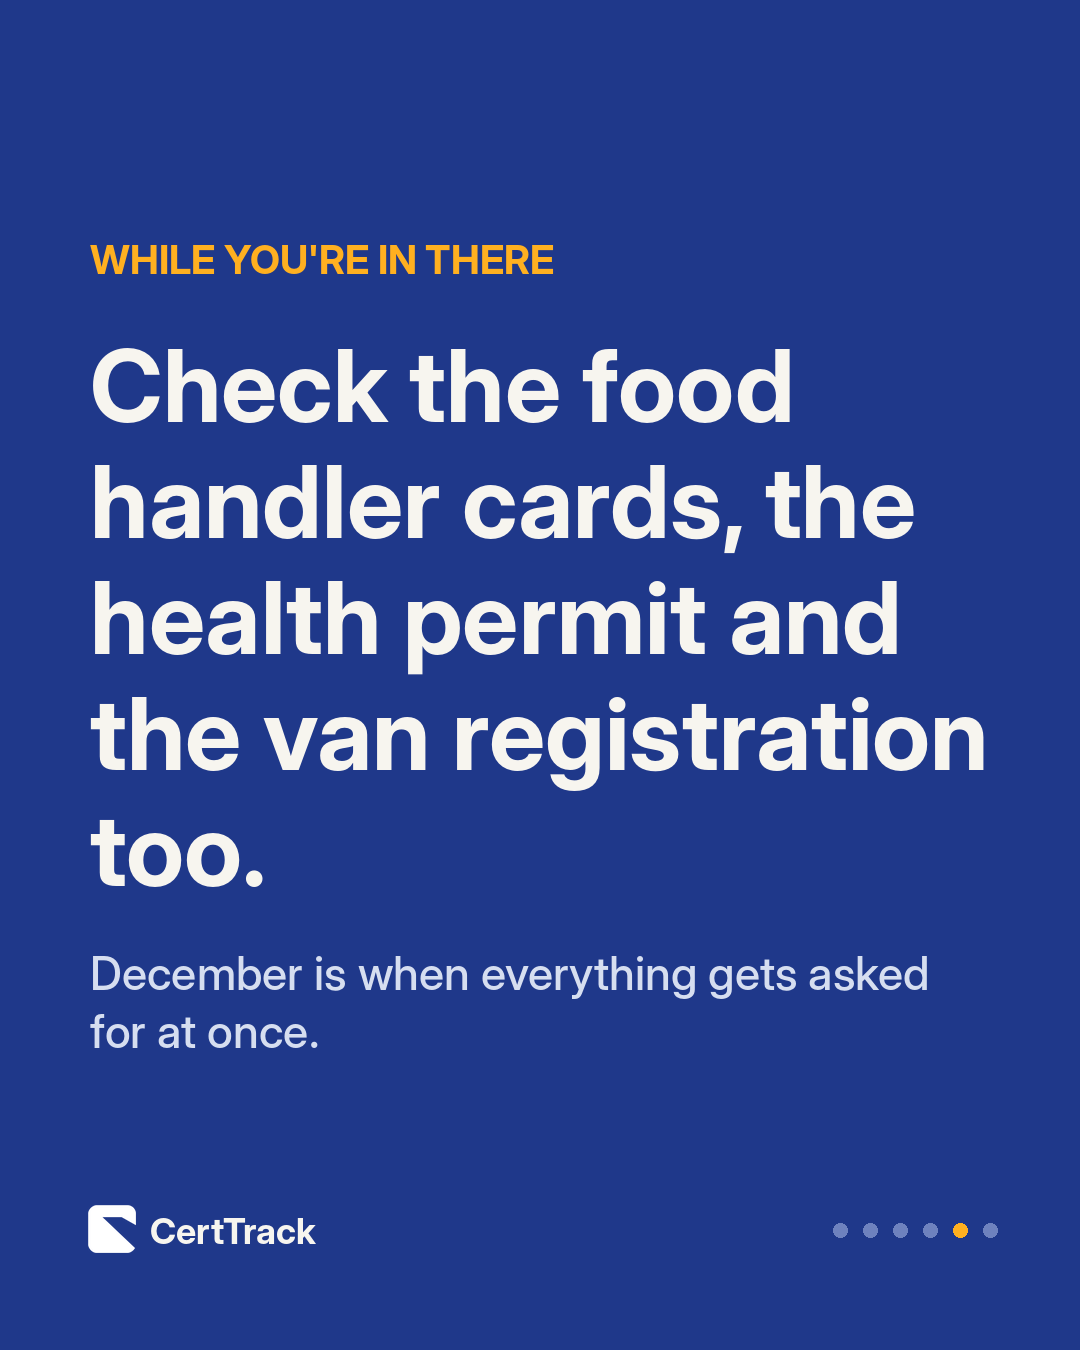 WHILE YOU'RE IN THERE
Check the food
handler cards, the
health permit and
the van registration
too.
December is when everything gets asked
for at once.
CertTrack